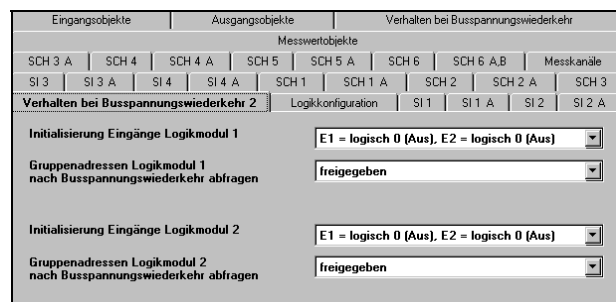 Eingangsobjekte Ausgangsobjekte Verhalten bei Busspannungswiederkehr
Messwertobjekte
SCH 3 A SCH 4 SCH 4 A SCH 5 SCH 5 A SCH 6 SCH 6 A,B Messkanäle
SI 3 SI 3 A SI 4 SI 4 A SCH 1 SCH 1 A SCH 2 SCH 2 A SCH 3
Verhalten bei Busspannungswiederkehr 2 Logikkonfiguration SI 1 SI 1 A SI 2 SI 2 A
Initialisierung Eingänge Logikmodul 1 E1 = logisch 0 (Aus), E2 = logisch 0 (Aus)
Gruppenadressen Logikmodul 1
nach Busspannungswiederkehr abfragen freigegeben
Initialisierung Eingänge Logikmodul 2 E1 = logisch 0 (Aus), E2 = logisch 0 (Aus)
Gruppenadressen Logikmodul 2
nach Busspannungswiederkehr abfragen freigegeben